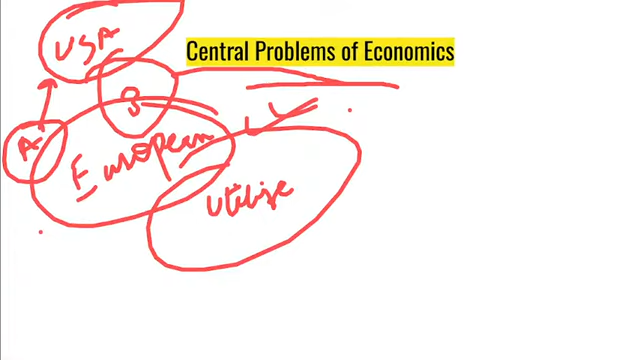 USA
Central Problems of Economics
B
A
European
Utilize